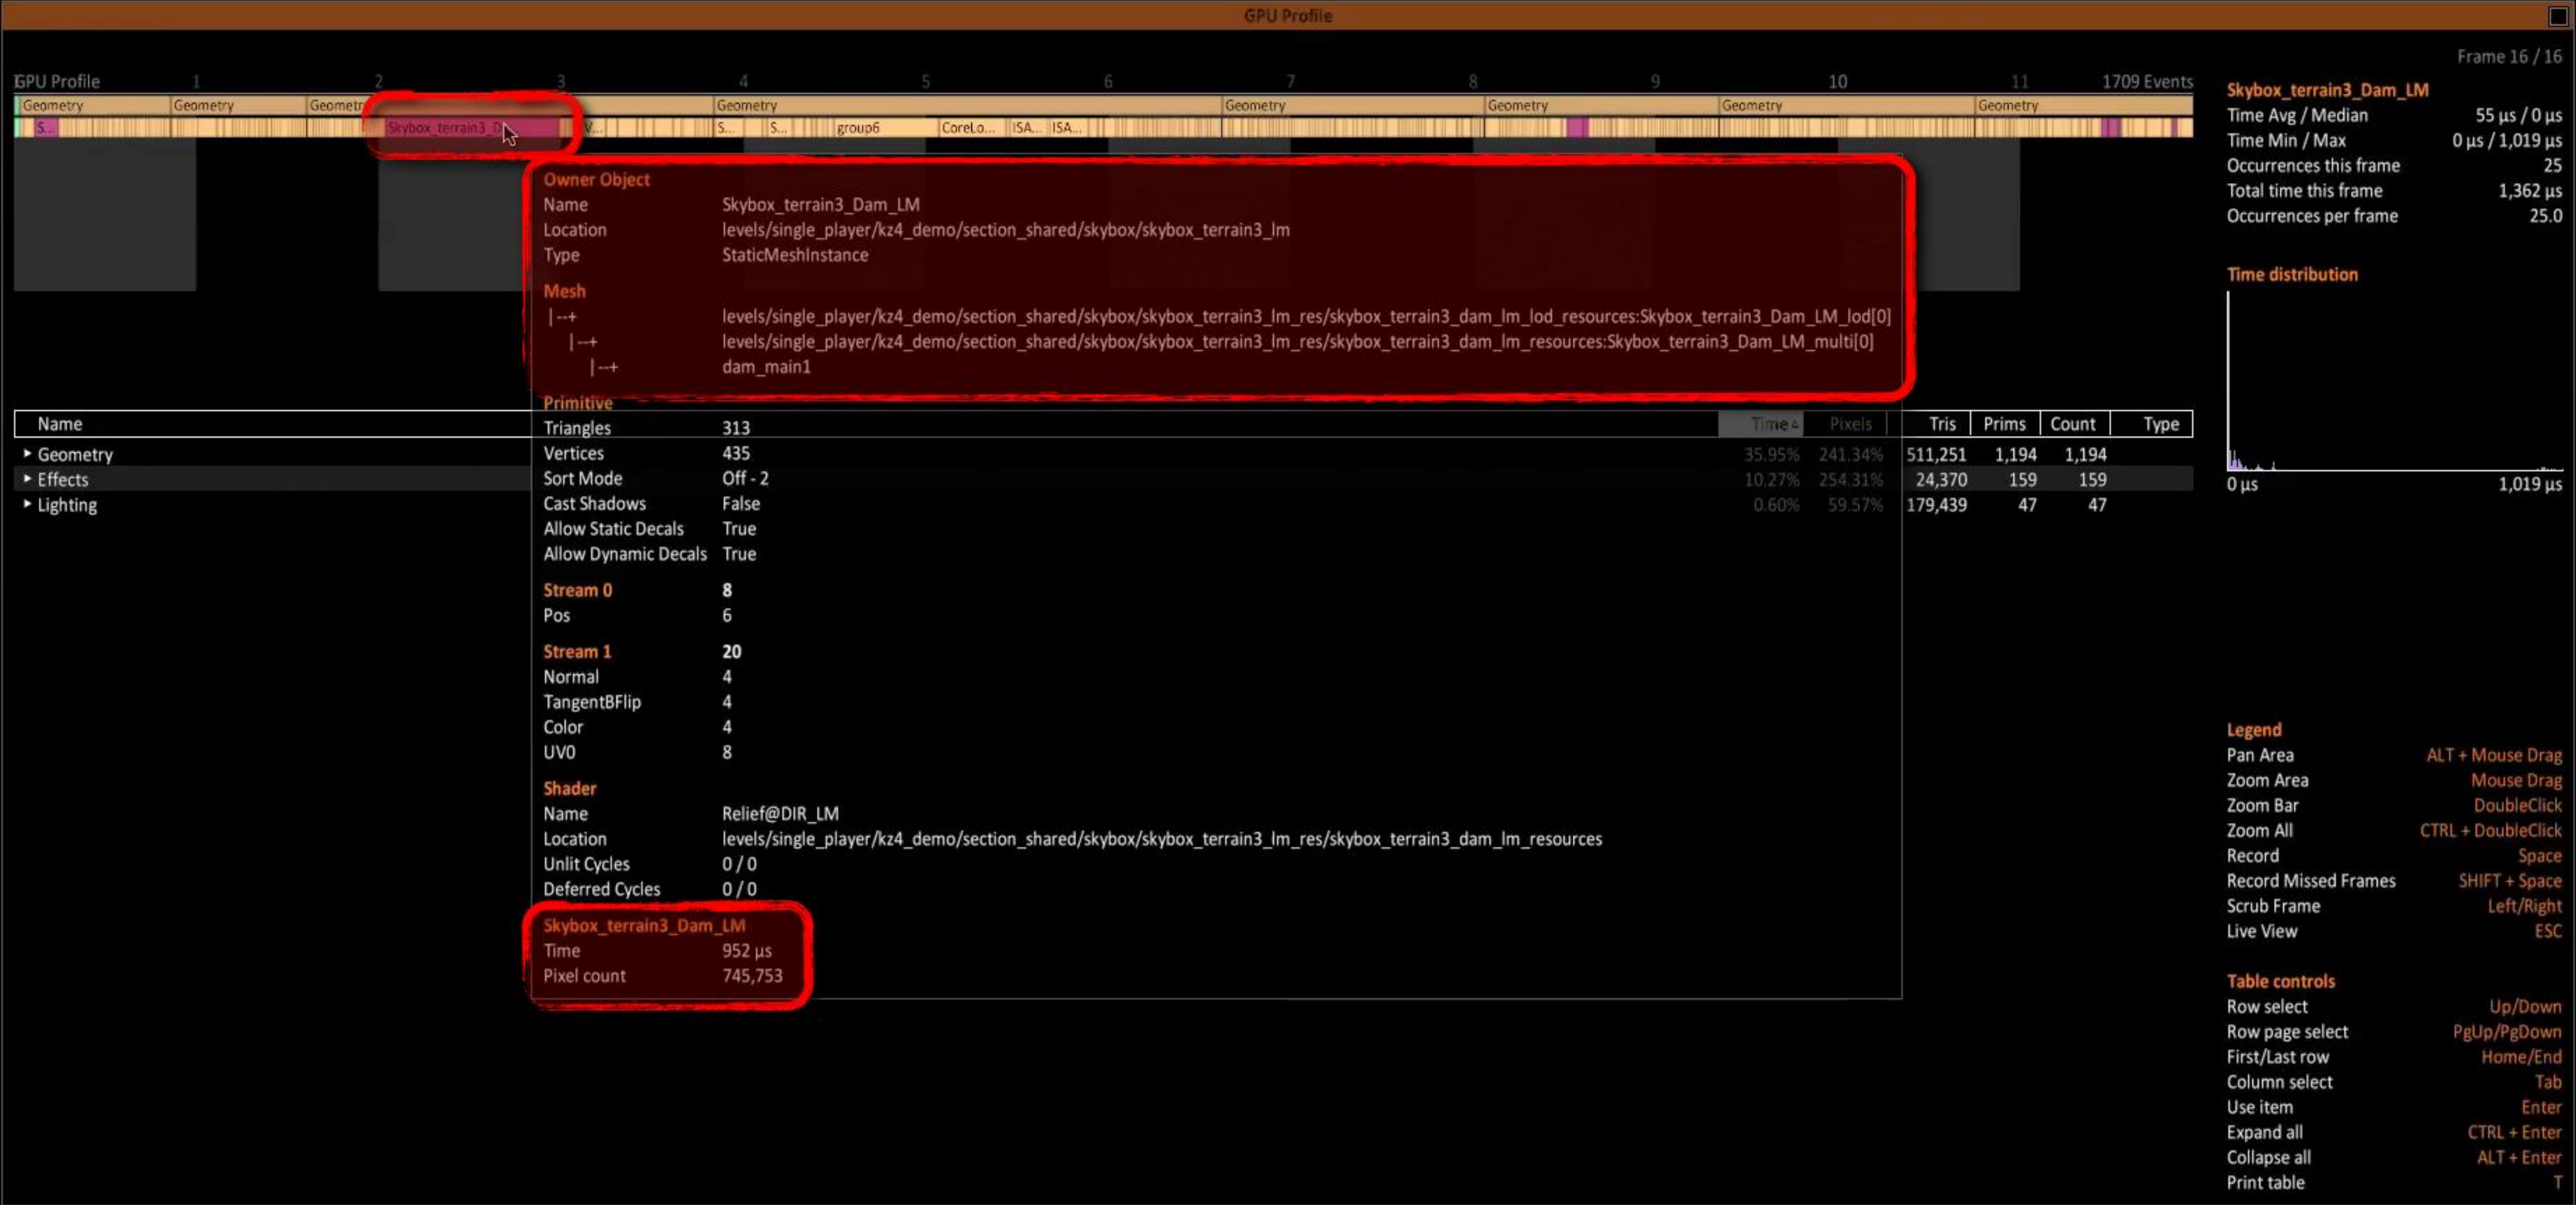 GPU Profile
Frame 16 / 16
GPU Profile 1 2 3 4 5 6 7 8 9 10 11 1709 Events
Geometry Geometry Geometr Geometry Geometry Geometry Geometry Geometry
S... Skybox_terrain3_D V... S... S... group6 CoreLo... ISA... ISA...
Owner Object
Name Skybox_terrain3_Dam_LM
Location levels/single_player/kz4_demo/section_shared/skybox/skybox_terrain3_lm
Type StaticMeshInstance
Mesh
|--+ levels/single_player/kz4_demo/section_shared/skybox/skybox_terrain3_lm_res/skybox_terrain3_dam_lm_lod_resources:Skybox_terrain3_Dam_LM_lod[0]
|--+ levels/single_player/kz4_demo/section_shared/skybox/skybox_terrain3_lm_res/skybox_terrain3_dam_lm_resources:Skybox_terrain3_Dam_LM_multi[0]
|--+ dam_main1
Primitive
Triangles 313
Vertices 435
Sort Mode Off - 2
Cast Shadows False
Allow Static Decals True
Allow Dynamic Decals True
Stream 0 8
Pos 6
Stream 1 20
Normal 4
TangentBFlip 4
Color 4
UV0 8
Shader
Name Relief@DIR_LM
Location levels/single_player/kz4_demo/section_shared/skybox/skybox_terrain3_lm_res/skybox_terrain3_dam_lm_resources
Unlit Cycles 0 / 0
Deferred Cycles 0 / 0
Skybox_terrain3_Dam_LM
Time 952 µs
Pixel count 745,753
Name Time Pixels Tris Prims Count Type
Geometry 35.95% 241.34% 511,251 1,194 1,194
Effects 10.27% 254.31% 24,370 159 159
Lighting 0.60% 59.57% 179,439 47 47
Skybox_terrain3_Dam_LM
Time Avg / Median 55 µs / 0 µs
Time Min / Max 0 µs / 1,019 µs
Occurrences this frame 25
Total time this frame 1,362 µs
Occurrences per frame 25.0
Time distribution
0 µs 1,019 µs
Legend
Pan Area ALT + Mouse Drag
Zoom Area Mouse Drag
Zoom Bar DoubleClick
Zoom All CTRL + DoubleClick
Record Space
Record Missed Frames SHIFT + Space
Scrub Frame Left/Right
Live View ESC
Table controls
Row select Up/Down
Row page select PgUp/PgDown
First/Last row Home/End
Column select Tab
Use item Enter
Expand all CTRL + Enter
Collapse all ALT + Enter
Print table T